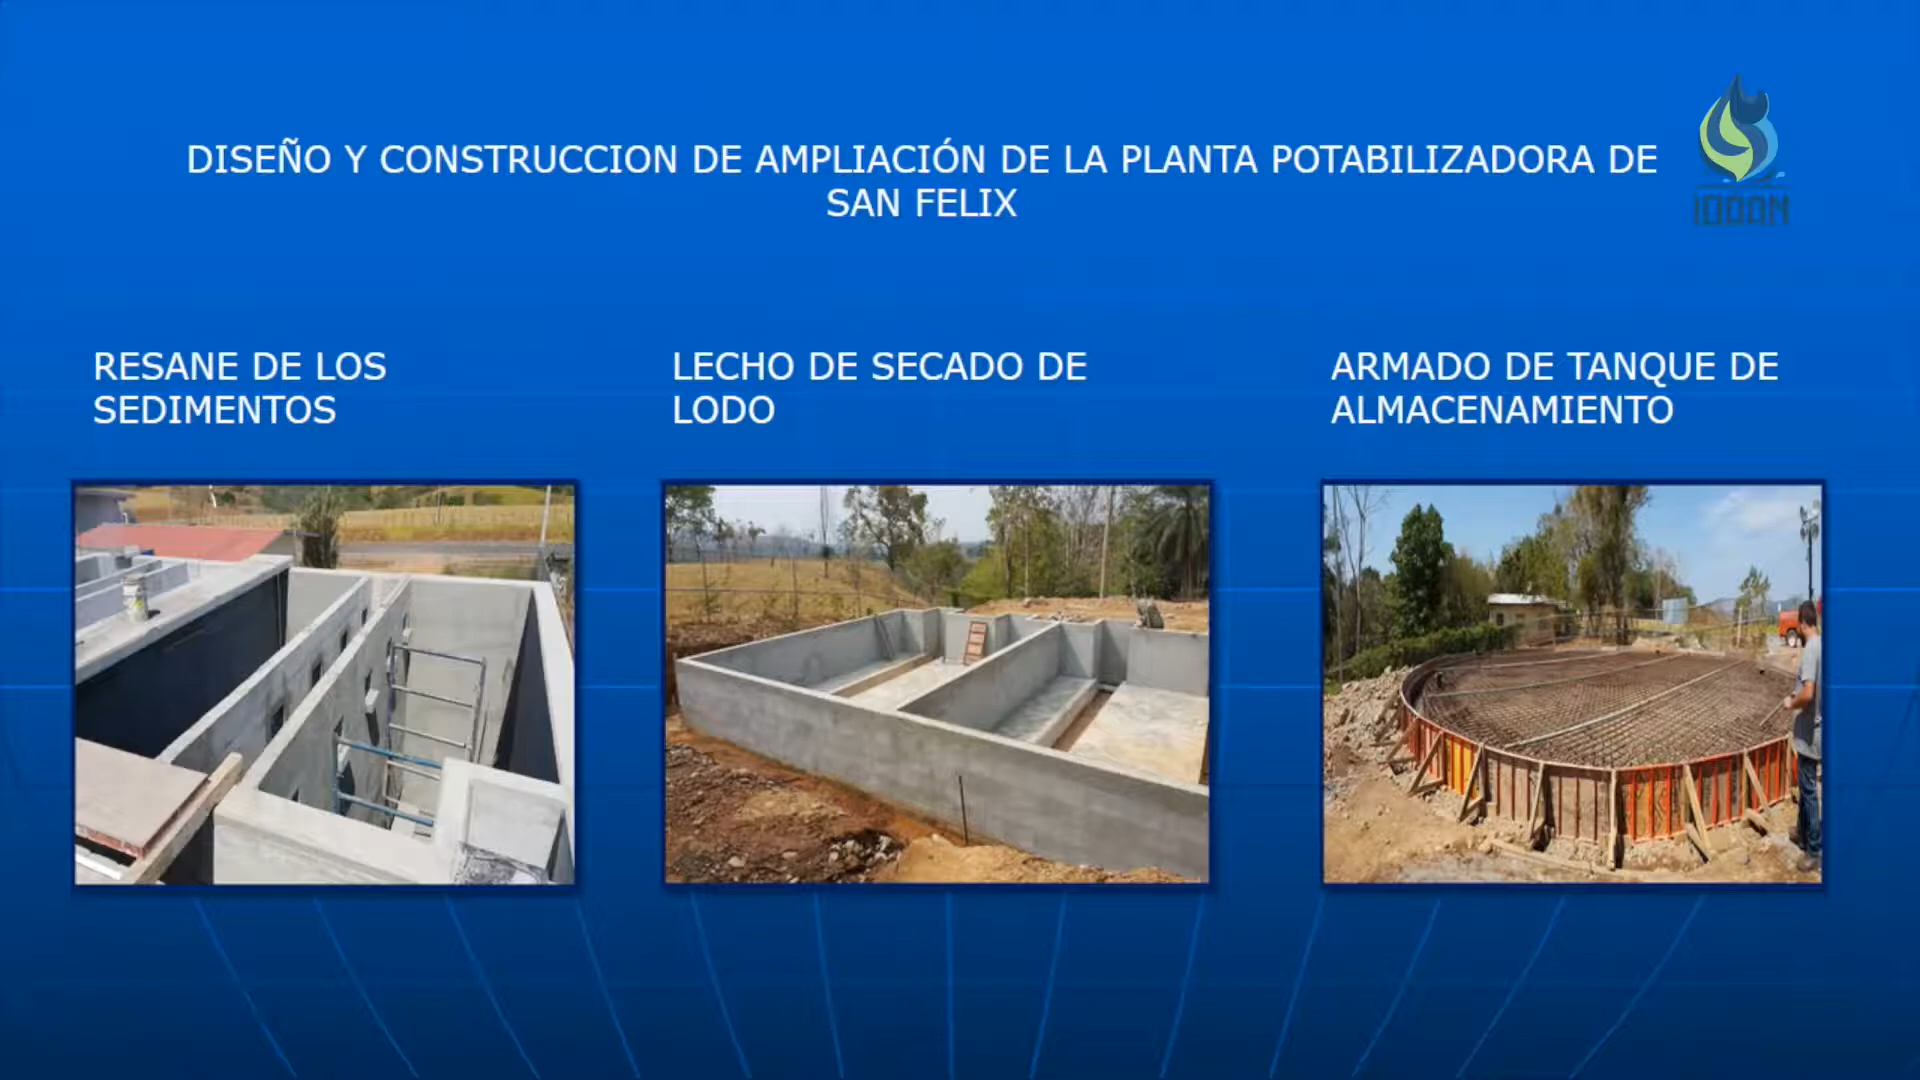 DISEÑO Y CONSTRUCCION DE AMPLIACIÓN DE LA PLANTA POTABILIZADORA DE
SAN FELIX
IDAAN
RESANE DE LOS
SEDIMENTOS
LECHO DE SECADO DE
LODO
ARMADO DE TANQUE DE
ALMACENAMIENTO